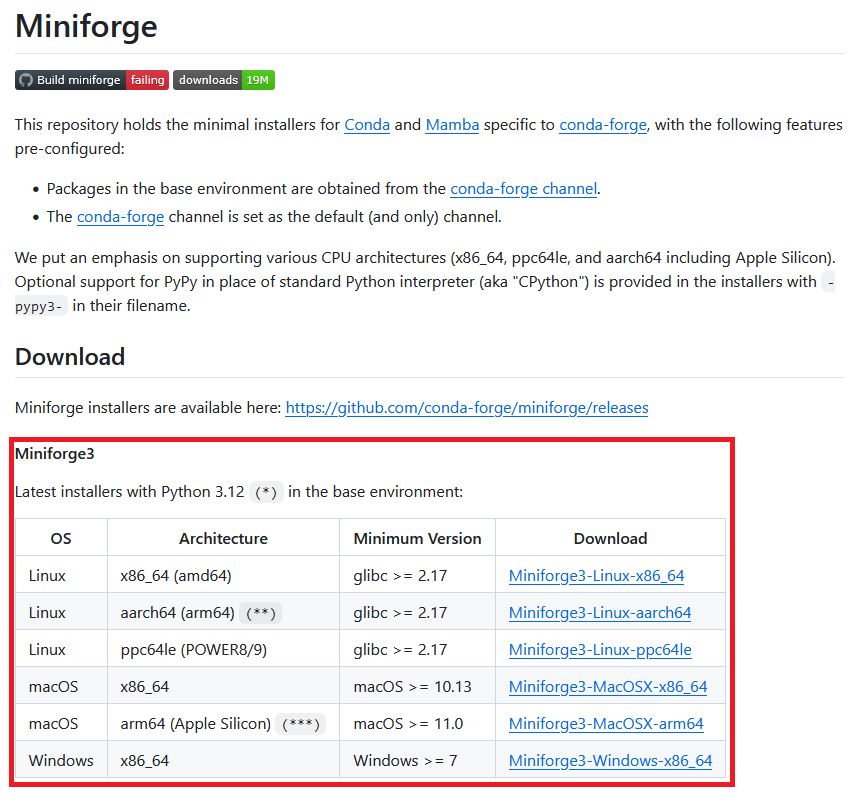 Miniforge
Build miniforge failing downloads 19M
This repository holds the minimal installers for Conda and Mamba specific to conda-forge, with the following features
pre-configured:
• Packages in the base environment are obtained from the conda-forge channel.
• The conda-forge channel is set as the default (and only) channel.
We put an emphasis on supporting various CPU architectures (x86_64, ppc64le, and aarch64 including Apple Silicon).
Optional support for PyPy in place of standard Python interpreter (aka "CPython") is provided in the installers with -
pypy3- in their filename.
Download
Miniforge installers are available here: https://github.com/conda-forge/miniforge/releases
Miniforge3
Latest installers with Python 3.12 (*) in the base environment:
OS Architecture Minimum Version Download
Linux x86_64 (amd64) glibc >= 2.17 Miniforge3-Linux-x86_64
Linux aarch64 (arm64) (**) glibc >= 2.17 Miniforge3-Linux-aarch64
Linux ppc64le (POWER8/9) glibc >= 2.17 Miniforge3-Linux-ppc64le
macOS x86_64 macOS >= 10.13 Miniforge3-MacOSX-x86_64
macOS arm64 (Apple Silicon) (***) macOS >= 11.0 Miniforge3-MacOSX-arm64
Windows x86_64 Windows >= 7 Miniforge3-Windows-x86_64